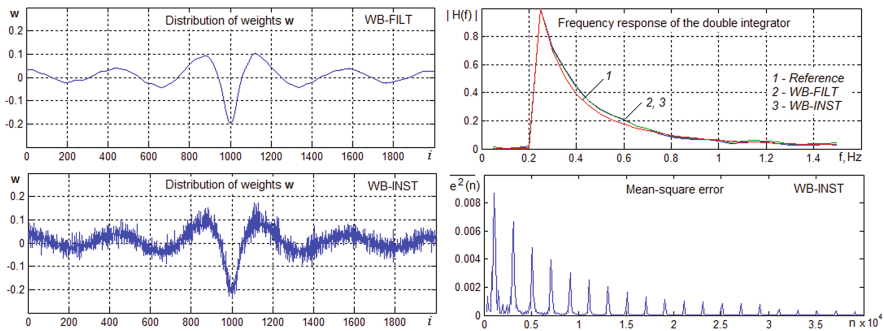 w
Distribution of weights w
WB-FILT
0.2
0.1
0
-0.1
-0.2
0 200 400 600 800 1000 1200 1400 1600 1800 i
| H(f) |
Frequency response of the double integrator
0.8
0.6
0.4
0.2
0
1
2, 3
1 - Reference
2 - WB-FILT
3 - WB-INST
0 0.2 0.4 0.6 0.8 1 1.2 1.4 f, Hz
w
Distribution of weights w
WB-INST
0.2
0.1
0
-0.1
-0.2
0 200 400 600 800 1000 1200 1400 1600 1800 i
e²(n)
Mean-square error
WB-INST
0.008
0.006
0.004
0.002
0
0 0.5 1 1.5 2 2.5 3 3.5 n x 10⁴